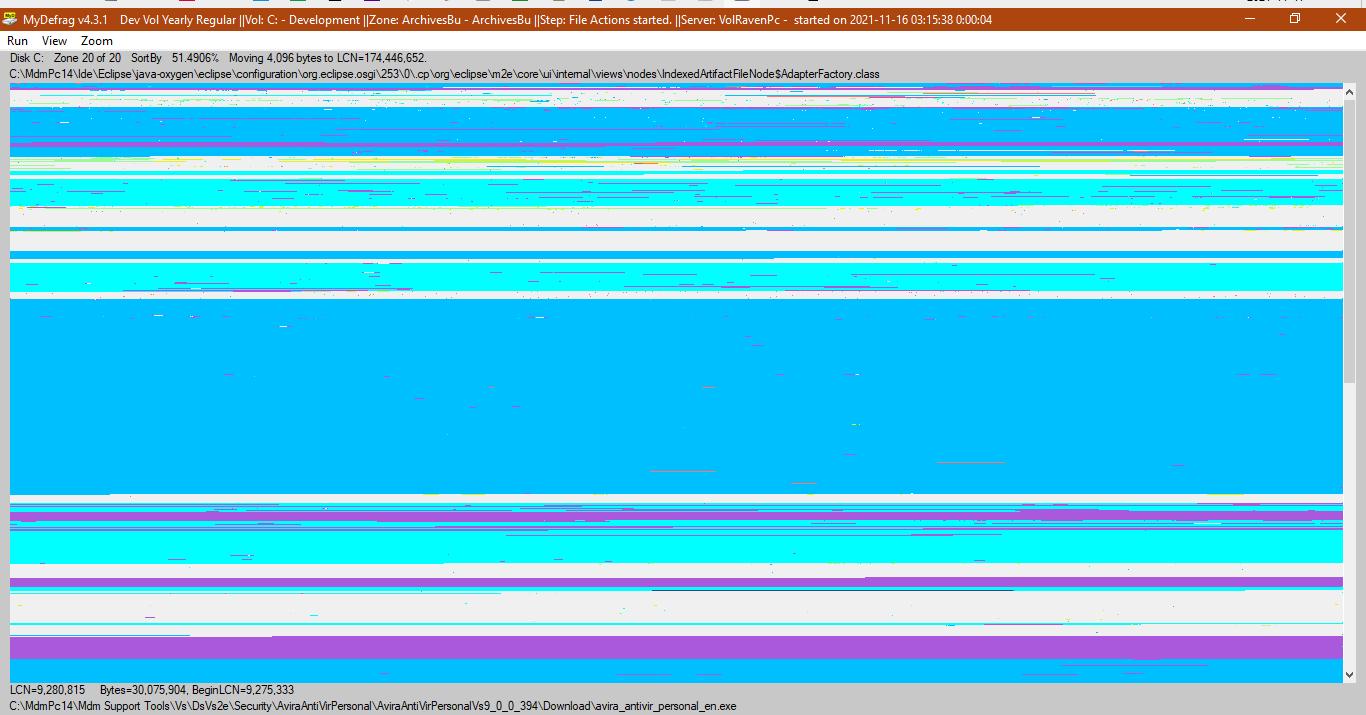 MyDefrag v4.3.1 Dev Vol Yearly Regular ||Vol: C: - Development ||Zone: ArchivesBu - ArchivesBu ||Step: File Actions started. ||Server: VolRavenPc - started on 2021-11-16 03:15:38 0:00:04
Run View Zoom
Disk C: Zone 20 of 20 SortBy 51.4906% Moving 4,096 bytes to LCN=174,446,652.
C:\MdmPc14\Ide\Eclipse\java-oxygen\eclipse\configuration\org.eclipse.osgi\253\0\.cp\org\eclipse\m2e\core\ui\internal\views\nodes\IndexedArtifactFileNode$AdapterFactory.class
LCN=9,280,815 Bytes=30,075,904, BeginLCN=9,275,333
C:\MdmPc14\Mdm Support Tools\Vs\DsVs2e\Security\AviraAntiVirPersonal\AviraAntiVirPersonalVs9_0_0_394\Download\avira_antivir_personal_en.exe